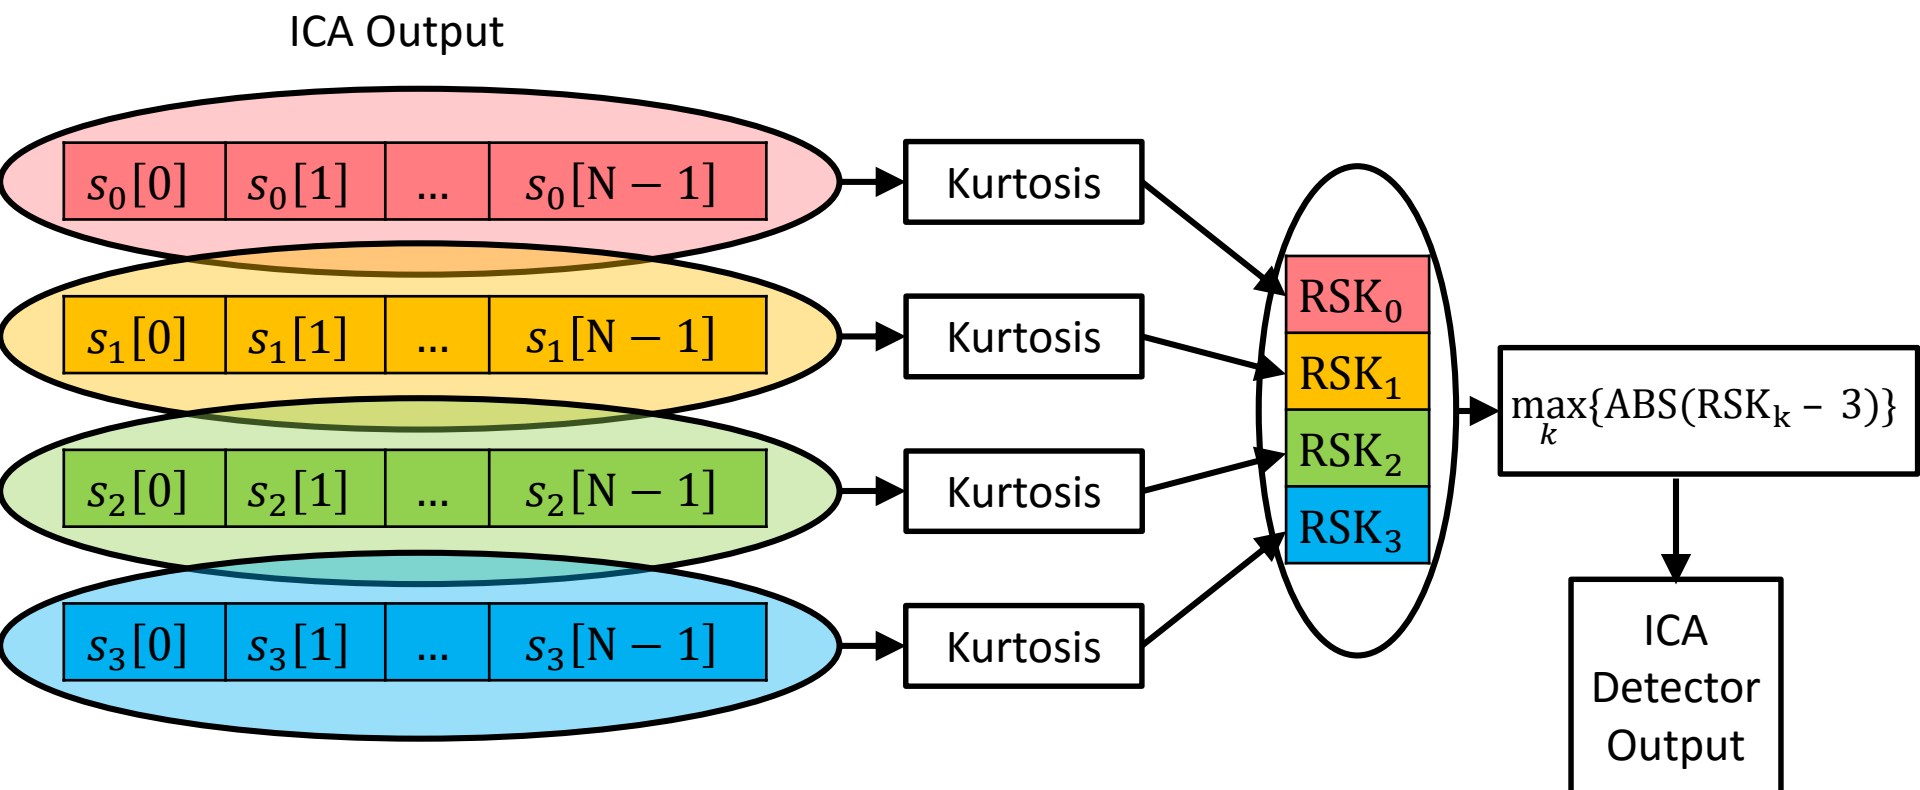 ICA Output
s₀[0] s₀[1] ... s₀[N − 1] Kurtosis
s₁[0] s₁[1] ... s₁[N − 1] Kurtosis
s₂[0] s₂[1] ... s₂[N − 1] Kurtosis
s₃[0] s₃[1] ... s₃[N − 1] Kurtosis
RSK₀
RSK₁
RSK₂
RSK₃
max{ABS(RSKₖ − 3)}
k
ICA
Detector
Output